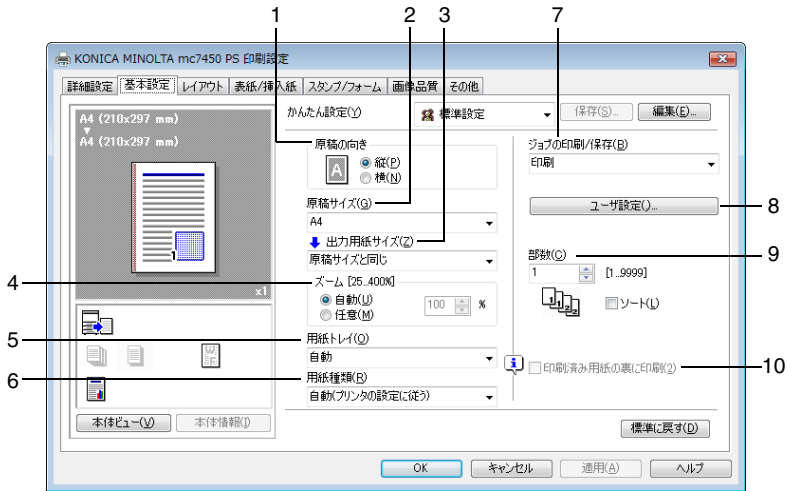 1
2
3
7
KONICA MINOLTA mc7450 PS 印刷設定
詳細設定 基本設定 レイアウト 表紙/挿入紙 スタンプ/フォーム 画像品質 その他
A4 (210x297 mm)
A4 (210x297 mm)
1
x1
かんたん設定(Y)
標準設定
保存(S)...
編集(E)...
原稿の向き
A
縦(P)
横(N)
原稿サイズ(G)
A4
出力用紙サイズ(Z)
原稿サイズと同じ
4
ズーム [25..400%]
自動(U)
任意(M)
100 %
5
用紙トレイ(O)
自動
6
用紙種類(R)
自動(プリンタの設定に従う)
ジョブの印刷/保存(B)
印刷
ユーザ設定()...
8
部数(C)
9
1 [1..9999]
1 1 2 2
ソート(L)
印刷済み用紙の裏に印刷(2)
10
W
F
本体ビュー(V)
本体情報(I)
標準に戻す(D)
OK
キャンセル
適用(A)
ヘルプ